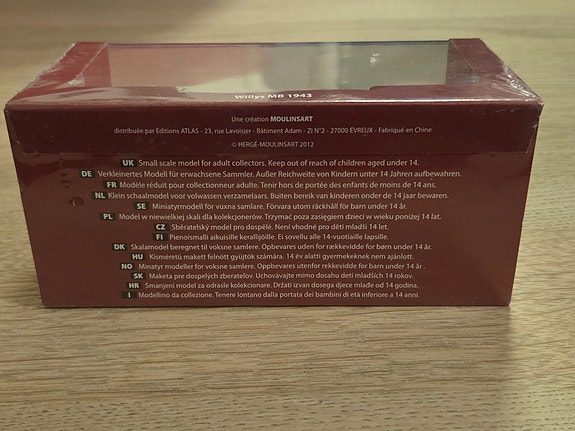 Willys MB 1943
Une création MOULINSART
distribuée par Editions ATLAS - 23, rue Lavoisier - Bâtiment Adam - ZI N°2 - 27000 ÉVREUX - Fabriqué en Chine
© HERGÉ-MOULINSART 2012
UK Small scale model for adult collectors. Keep out of reach of children aged under 14.
DE Verkleinertes Modell für erwachsene Sammler. Außer Reichweite von Kindern unter 14 Jahren aufbewahren.
FR Modèle réduit pour collectionneur adulte. Tenir hors de portée des enfants de moins de 14 ans.
NL Klein schaalmodel voor volwassen verzamelaars. Buiten bereik van kinderen onder de 14 jaar bewaren.
SE Miniatyrmodell för vuxna samlare. Förvara utom räckhåll för barn under 14 år.
PL Model w niewielkiej skali dla kolekcjonerów. Trzymać poza zasięgiem dzieci w wieku poniżej 14 lat.
CZ Sběratelský model pro dospělé. Není vhodné pro děti mladší 14 let.
FI Pienoismalli aikuisille keräilijöille. Ei sovellu alle 14-vuotiaille lapsille.
DK Skalamodel beregnet til voksne samlere. Opbevares uden for rækkevidde for børn under 14 år.
HU Kisméretű makett felnőtt gyűjtők számára. 14 év alatti gyermekeknek nem ajánlott.
NO Minatyr modeller for voksne samlere. Oppbevares utenfor rekkevidde for barn under 14 år .
SK Maketa pre dospelých zberateľov. Uchovávajte mimo dosahu detí mladších 14 rokov.
HR Smanjeni model za odrasle kolekcionare. Držati izvan dosega djece mlađe od 14 godina.
I Modellino da collezione. Tenere lontano dalla portata dei bambini di età inferiore a 14 anni.